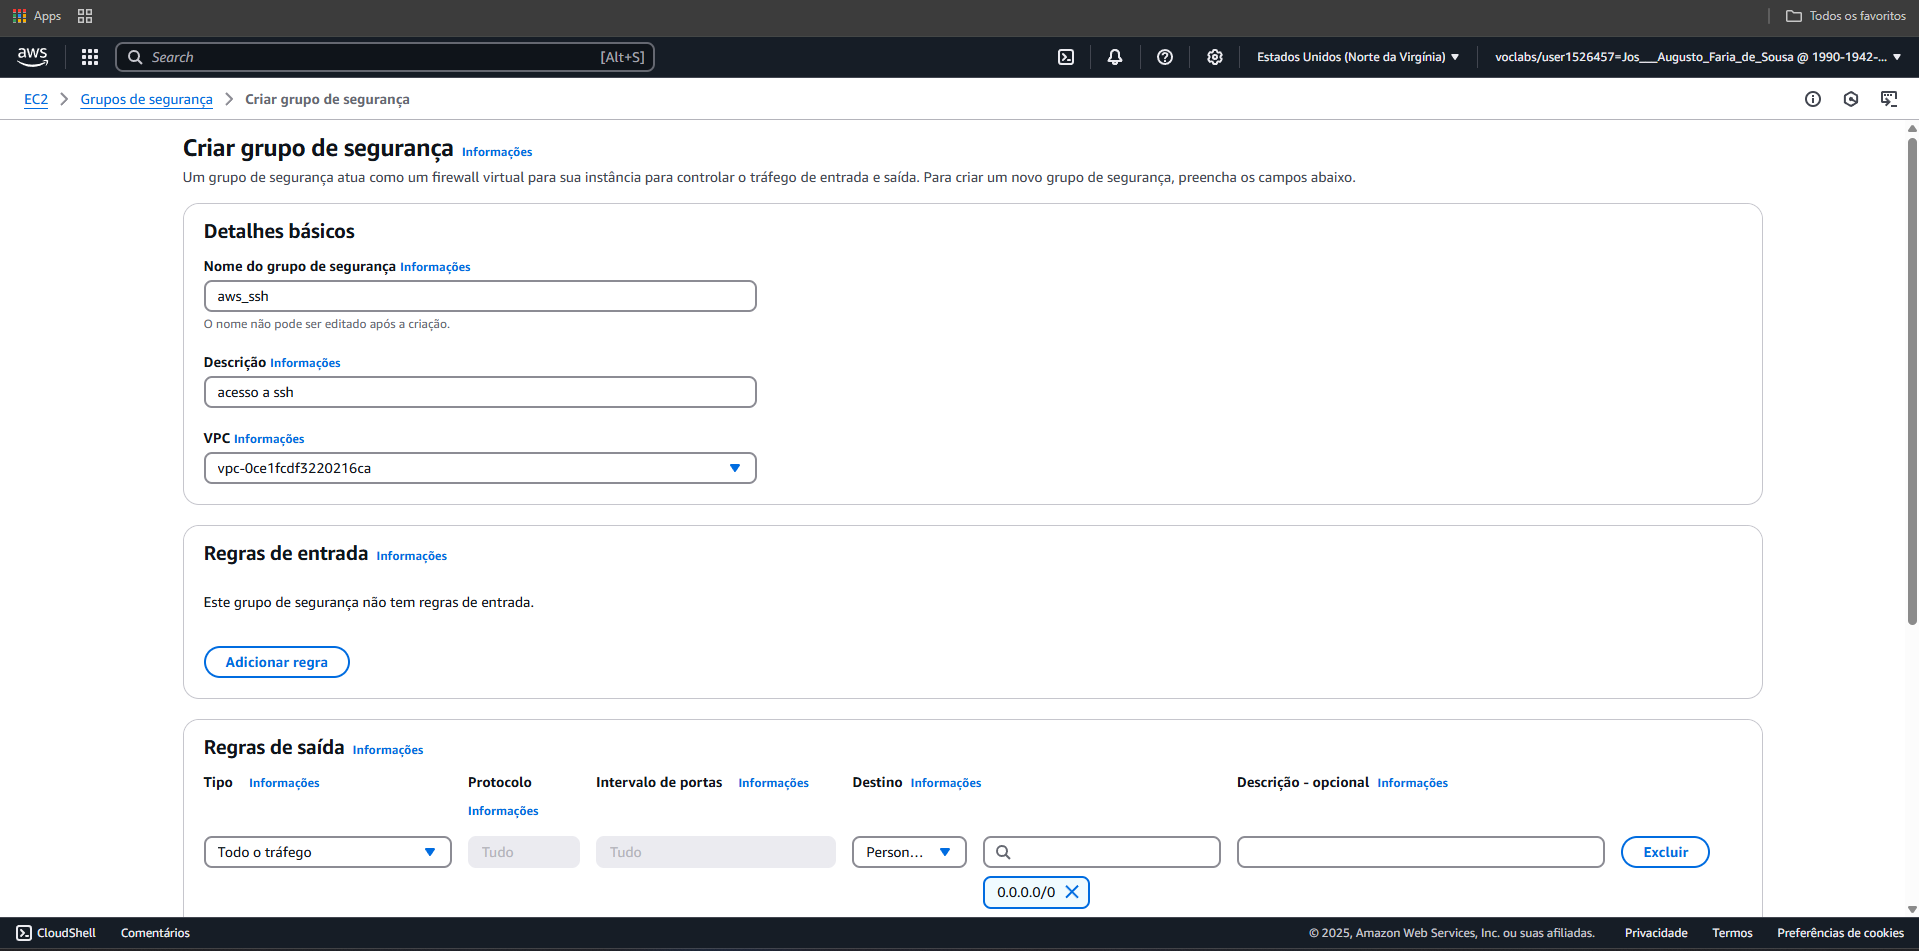 Apps
Todos os favoritos
aws
Search
[Alt+S]
Estados Unidos (Norte da Virgínia)
voclabs/user1526457=Jos___Augusto_Faria_de_Sousa @ 1990-1942-...
EC2
Grupos de segurança
Criar grupo de segurança
Criar grupo de segurança Informações
Um grupo de segurança atua como um firewall virtual para sua instância para controlar o tráfego de entrada e saída. Para criar um novo grupo de segurança, preencha os campos abaixo.
Detalhes básicos
Nome do grupo de segurança Informações
aws_ssh
O nome não pode ser editado após a criação.
Descrição Informações
acesso a ssh
VPC Informações
vpc-0ce1fcdf3220216ca
Regras de entrada Informações
Este grupo de segurança não tem regras de entrada.
Adicionar regra
Regras de saída Informações
Tipo Informações
Protocolo Informações
Intervalo de portas Informações
Destino Informações
Descrição - opcional Informações
Todo o tráfego
Tudo
Tudo
Person...
Excluir
0.0.0.0/0
CloudShell
Comentários
© 2025, Amazon Web Services, Inc. ou suas afiliadas.
Privacidade
Termos
Preferências de cookies